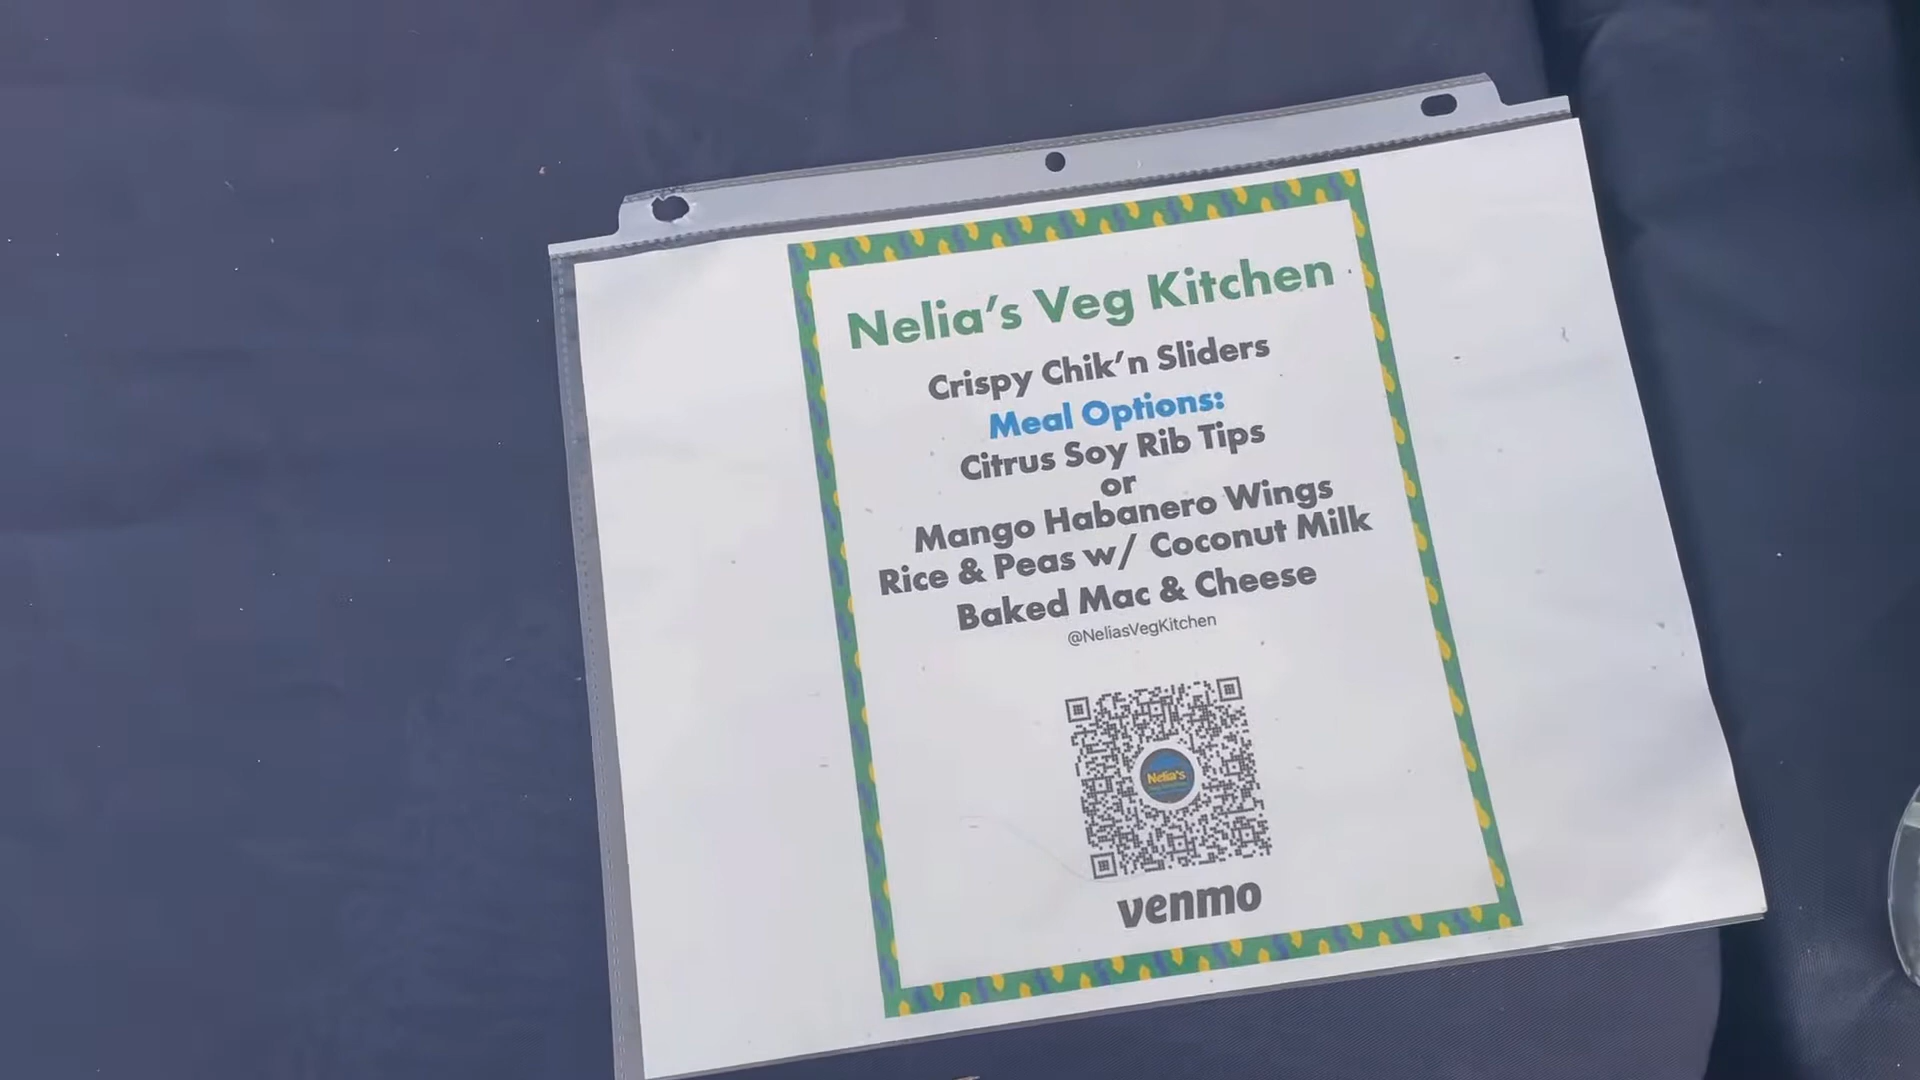 Nelia's Veg Kitchen
Crispy Chik'n Sliders
Meal Options:
Citrus Soy Rib Tips
or
Mango Habanero Wings
Rice & Peas w/ Coconut Milk
Baked Mac & Cheese
@NeliasVegKitchen
Nelia's
venmo